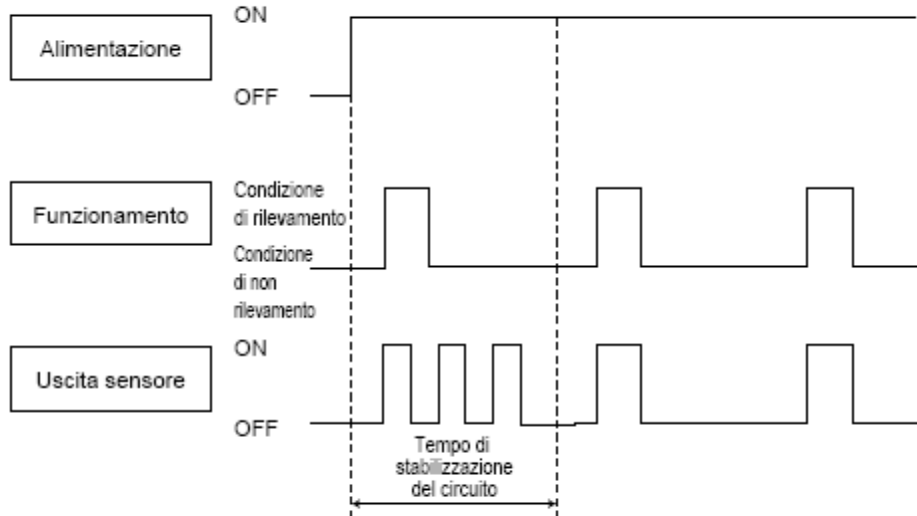 ON
Alimentazione
OFF
Condizione
di rilevamento
Funzionamento
Condizione
di non
rilevamento
ON
Uscita sensore
OFF
Tempo di
stabilizzazione
del circuito